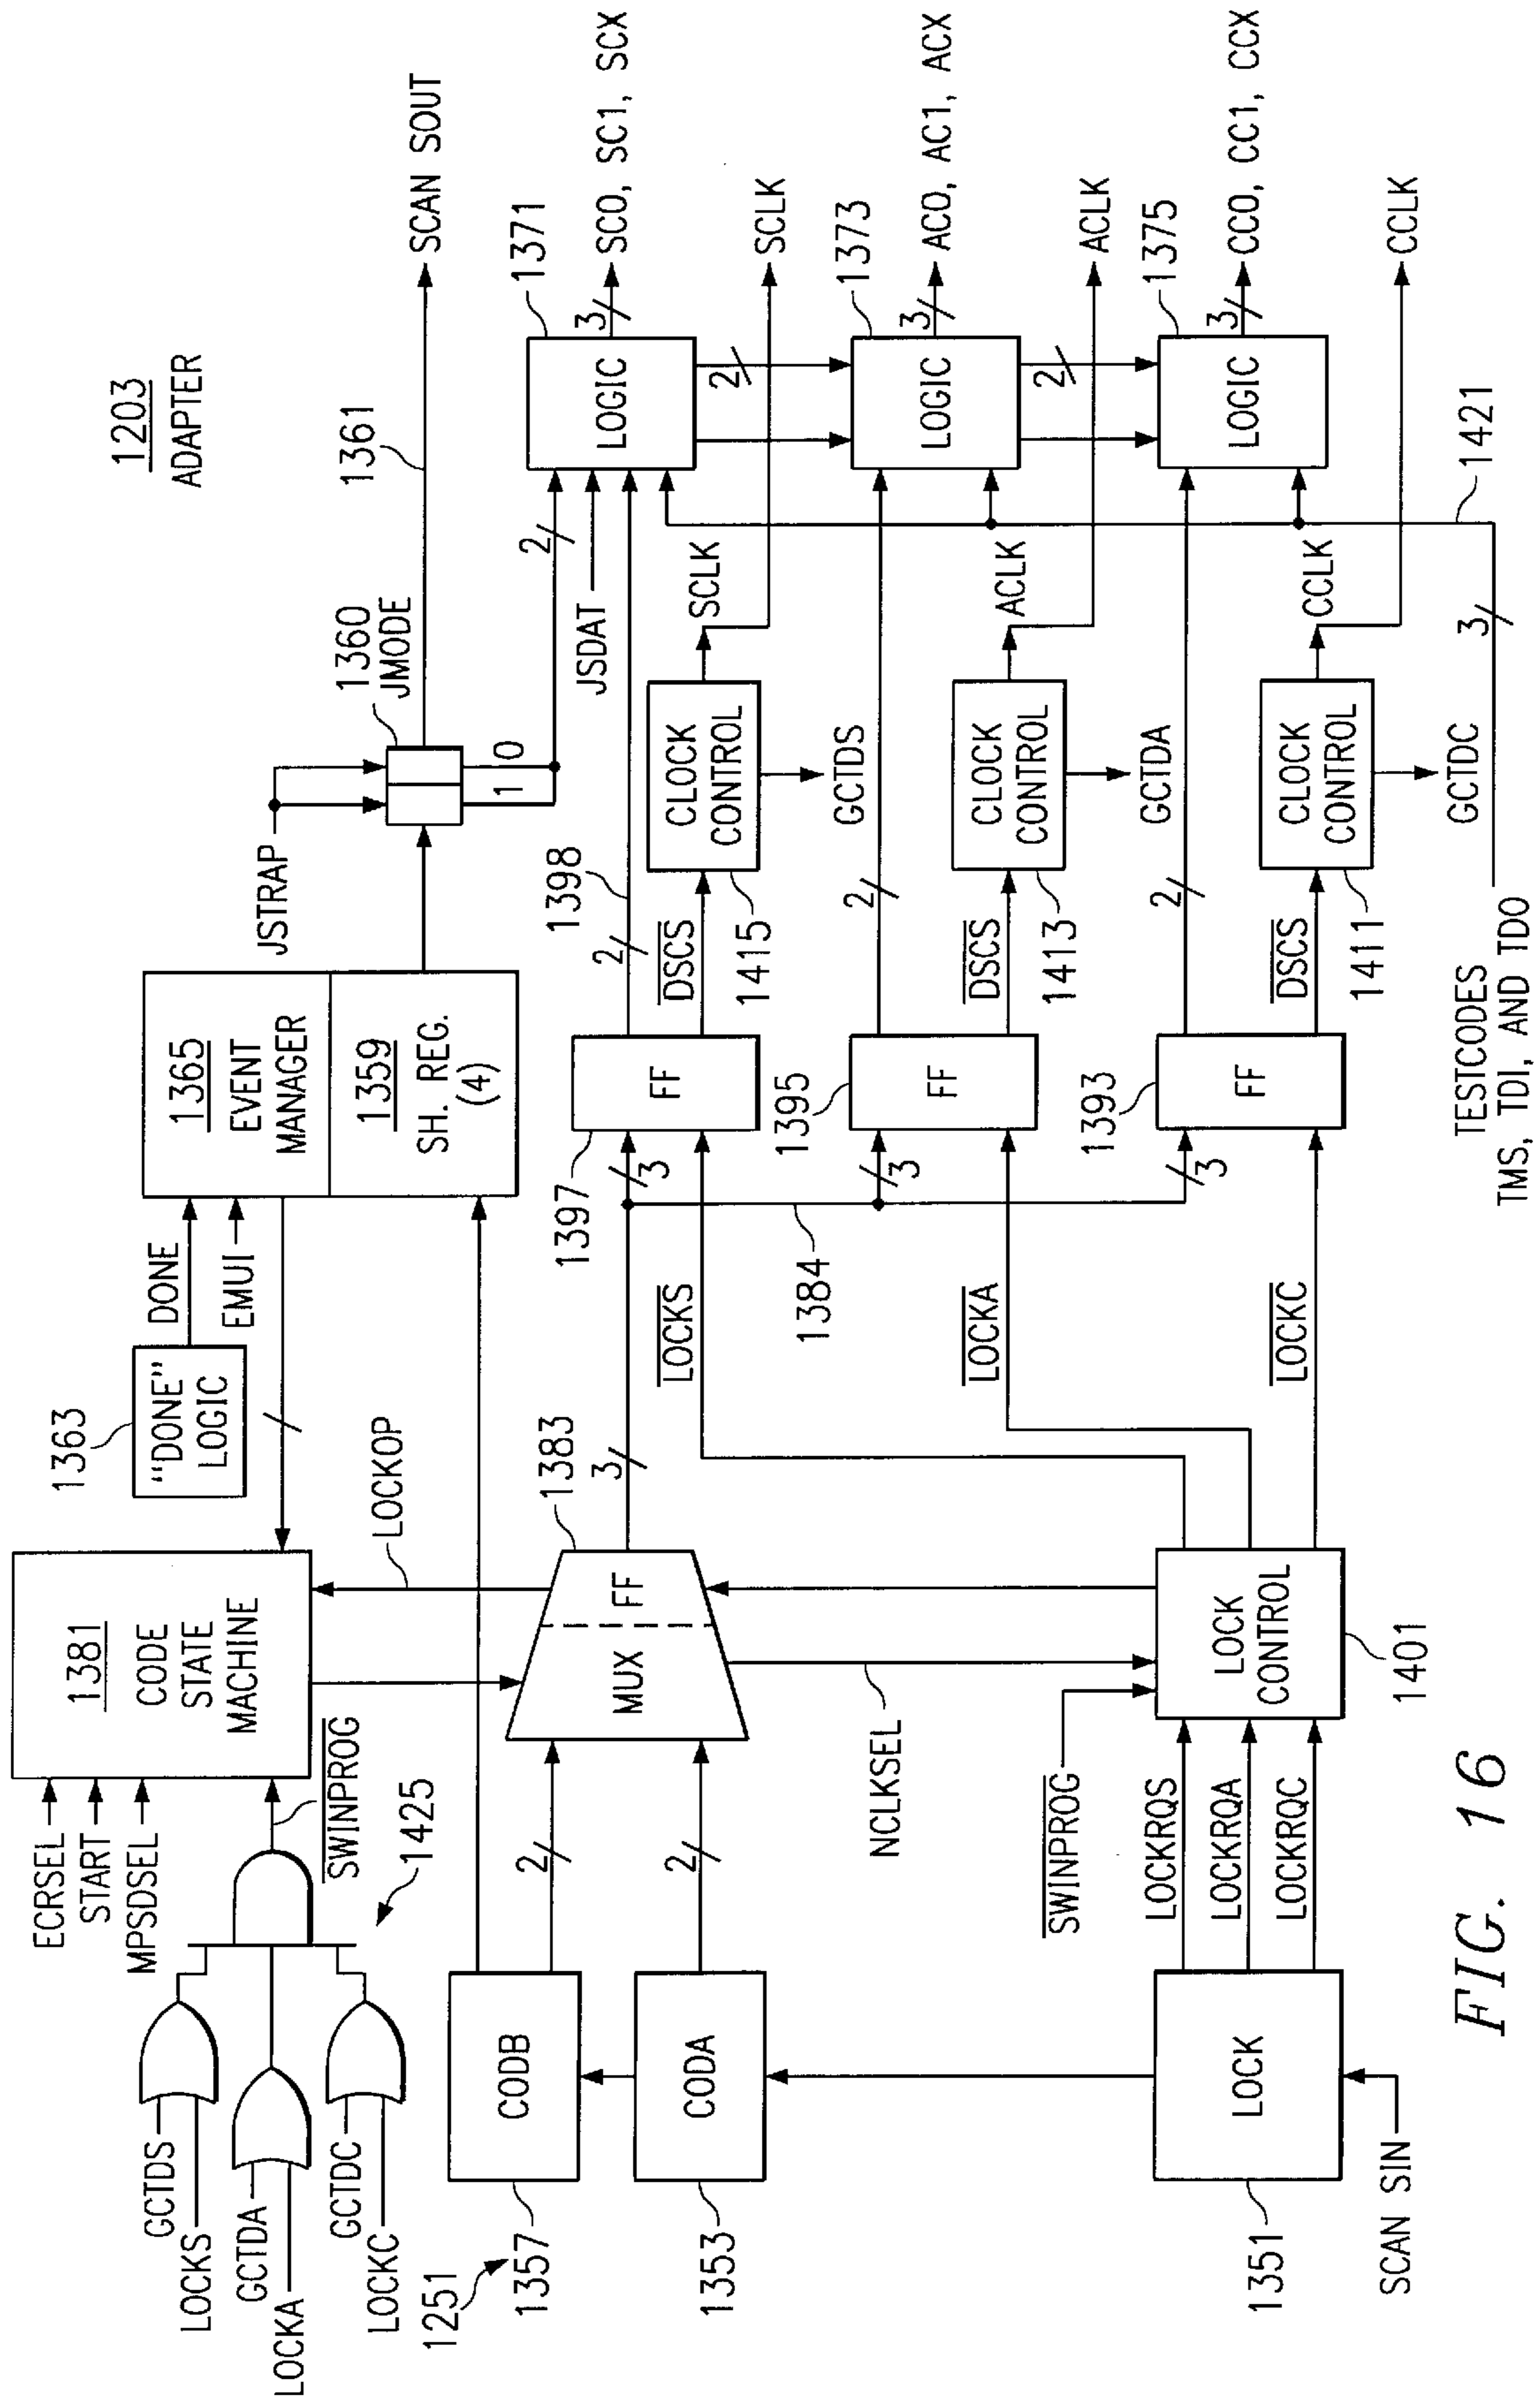 1203
ADAPTER
ECRSEL
START
MPSDSEL
1381
CODE
STATE
MACHINE
1363
"DONE"
LOGIC
DONE
EMUI
1365
EVENT
MANAGER
1359
SH. REG.
(4)
JSTRAP
1360
JMODE
1
0
1361
SCAN SOUT
GCTDS
LOCKS
GCTDA
LOCKA
GCTDC
LOCKC
SWINPROG
1425
LOCKOP
1251
1357
CODB
2
1353
CODA
2
MUX
FF
1383
3
NCLKSEL
SWINPROG
1351
LOCK
SCAN SIN
LOCKRQS
LOCKRQA
LOCKRQC
LOCK
CONTROL
1401
LOCKS
LOCKA
LOCKC
1384
1397
3
FF
1395
3
FF
1393
3
FF
1398
2
DSCS
1415
CLOCK
CONTROL
SCLK
GCTDS
2
DSCS
1413
CLOCK
CONTROL
ACLK
GCTDA
2
DSCS
1411
CLOCK
CONTROL
CCLK
GCTDC
2
JSDAT
1371
LOGIC
3
SC0, SC1, SCX
SCLK
2
1373
LOGIC
3
AC0, AC1, ACX
ACLK
2
1375
LOGIC
3
CC0, CC1, CCX
CCLK
1421
3
TESTCODES
TMS, TDI, AND TDO
FIG. 16